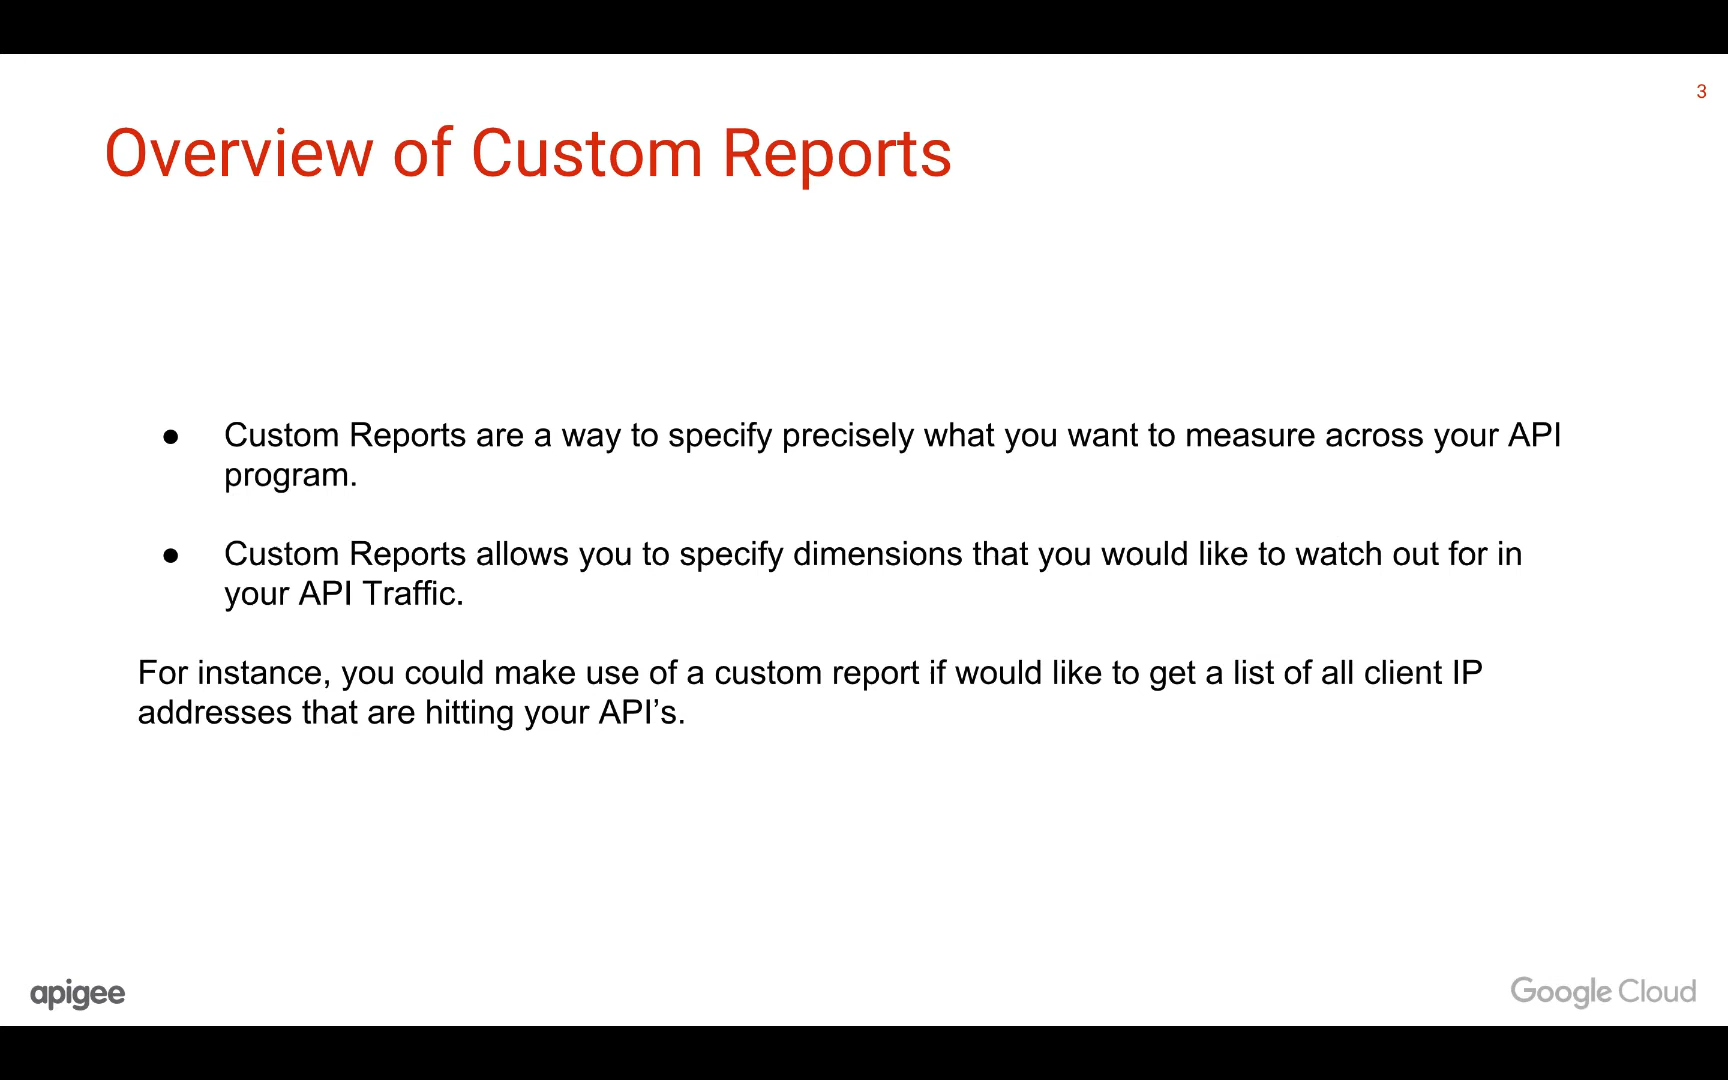 3
Overview of Custom Reports
● Custom Reports are a way to specify precisely what you want to measure across your API
program.
● Custom Reports allows you to specify dimensions that you would like to watch out for in
your API Traffic.
For instance, you could make use of a custom report if would like to get a list of all client IP
addresses that are hitting your API’s.
apigee
Google Cloud